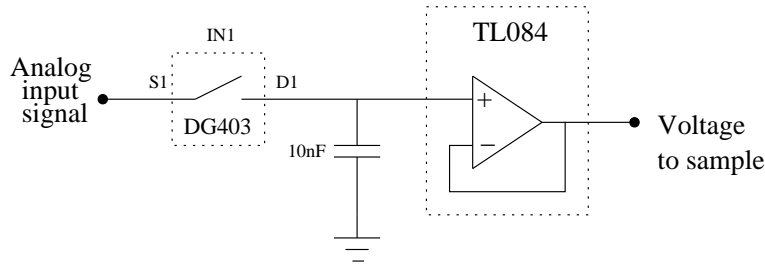 TL084
IN1
Analog
input
signal
S1
D1
DG403
+
−
10nF
Voltage
to sample